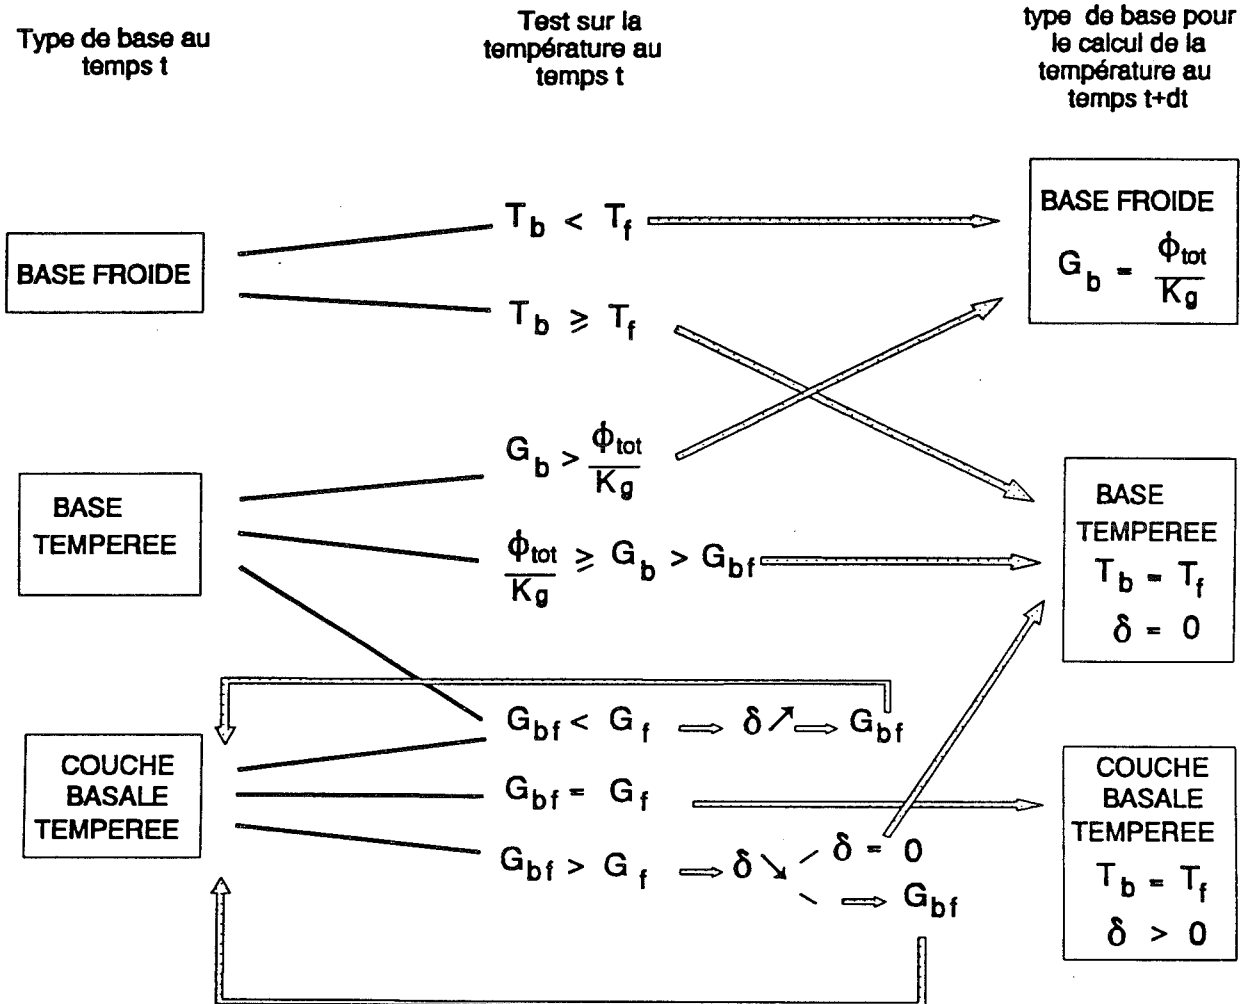 Type de base au
temps t
Test sur la
température au
temps t
type de base pour
le calcul de la
température au
temps t+dt
BASE FROIDE
T_b < T_f
T_b ⩾ T_f
BASE FROIDE
G_b = ϕ_tot / Kg
BASE
TEMPEREE
G_b > ϕ_tot / Kg
ϕ_tot / Kg ⩾ G_b > G_bf
BASE
TEMPEREE
T_b = T_f
δ = 0
COUCHE
BASALE
TEMPEREE
G_bf < G_f ⇨ δ ↗ ⇨ G_bf
G_bf = G_f
G_bf > G_f ⇨ δ ↘ δ = 0
⇨ G_bf
COUCHE
BASALE
TEMPEREE
T_b = T_f
δ > 0